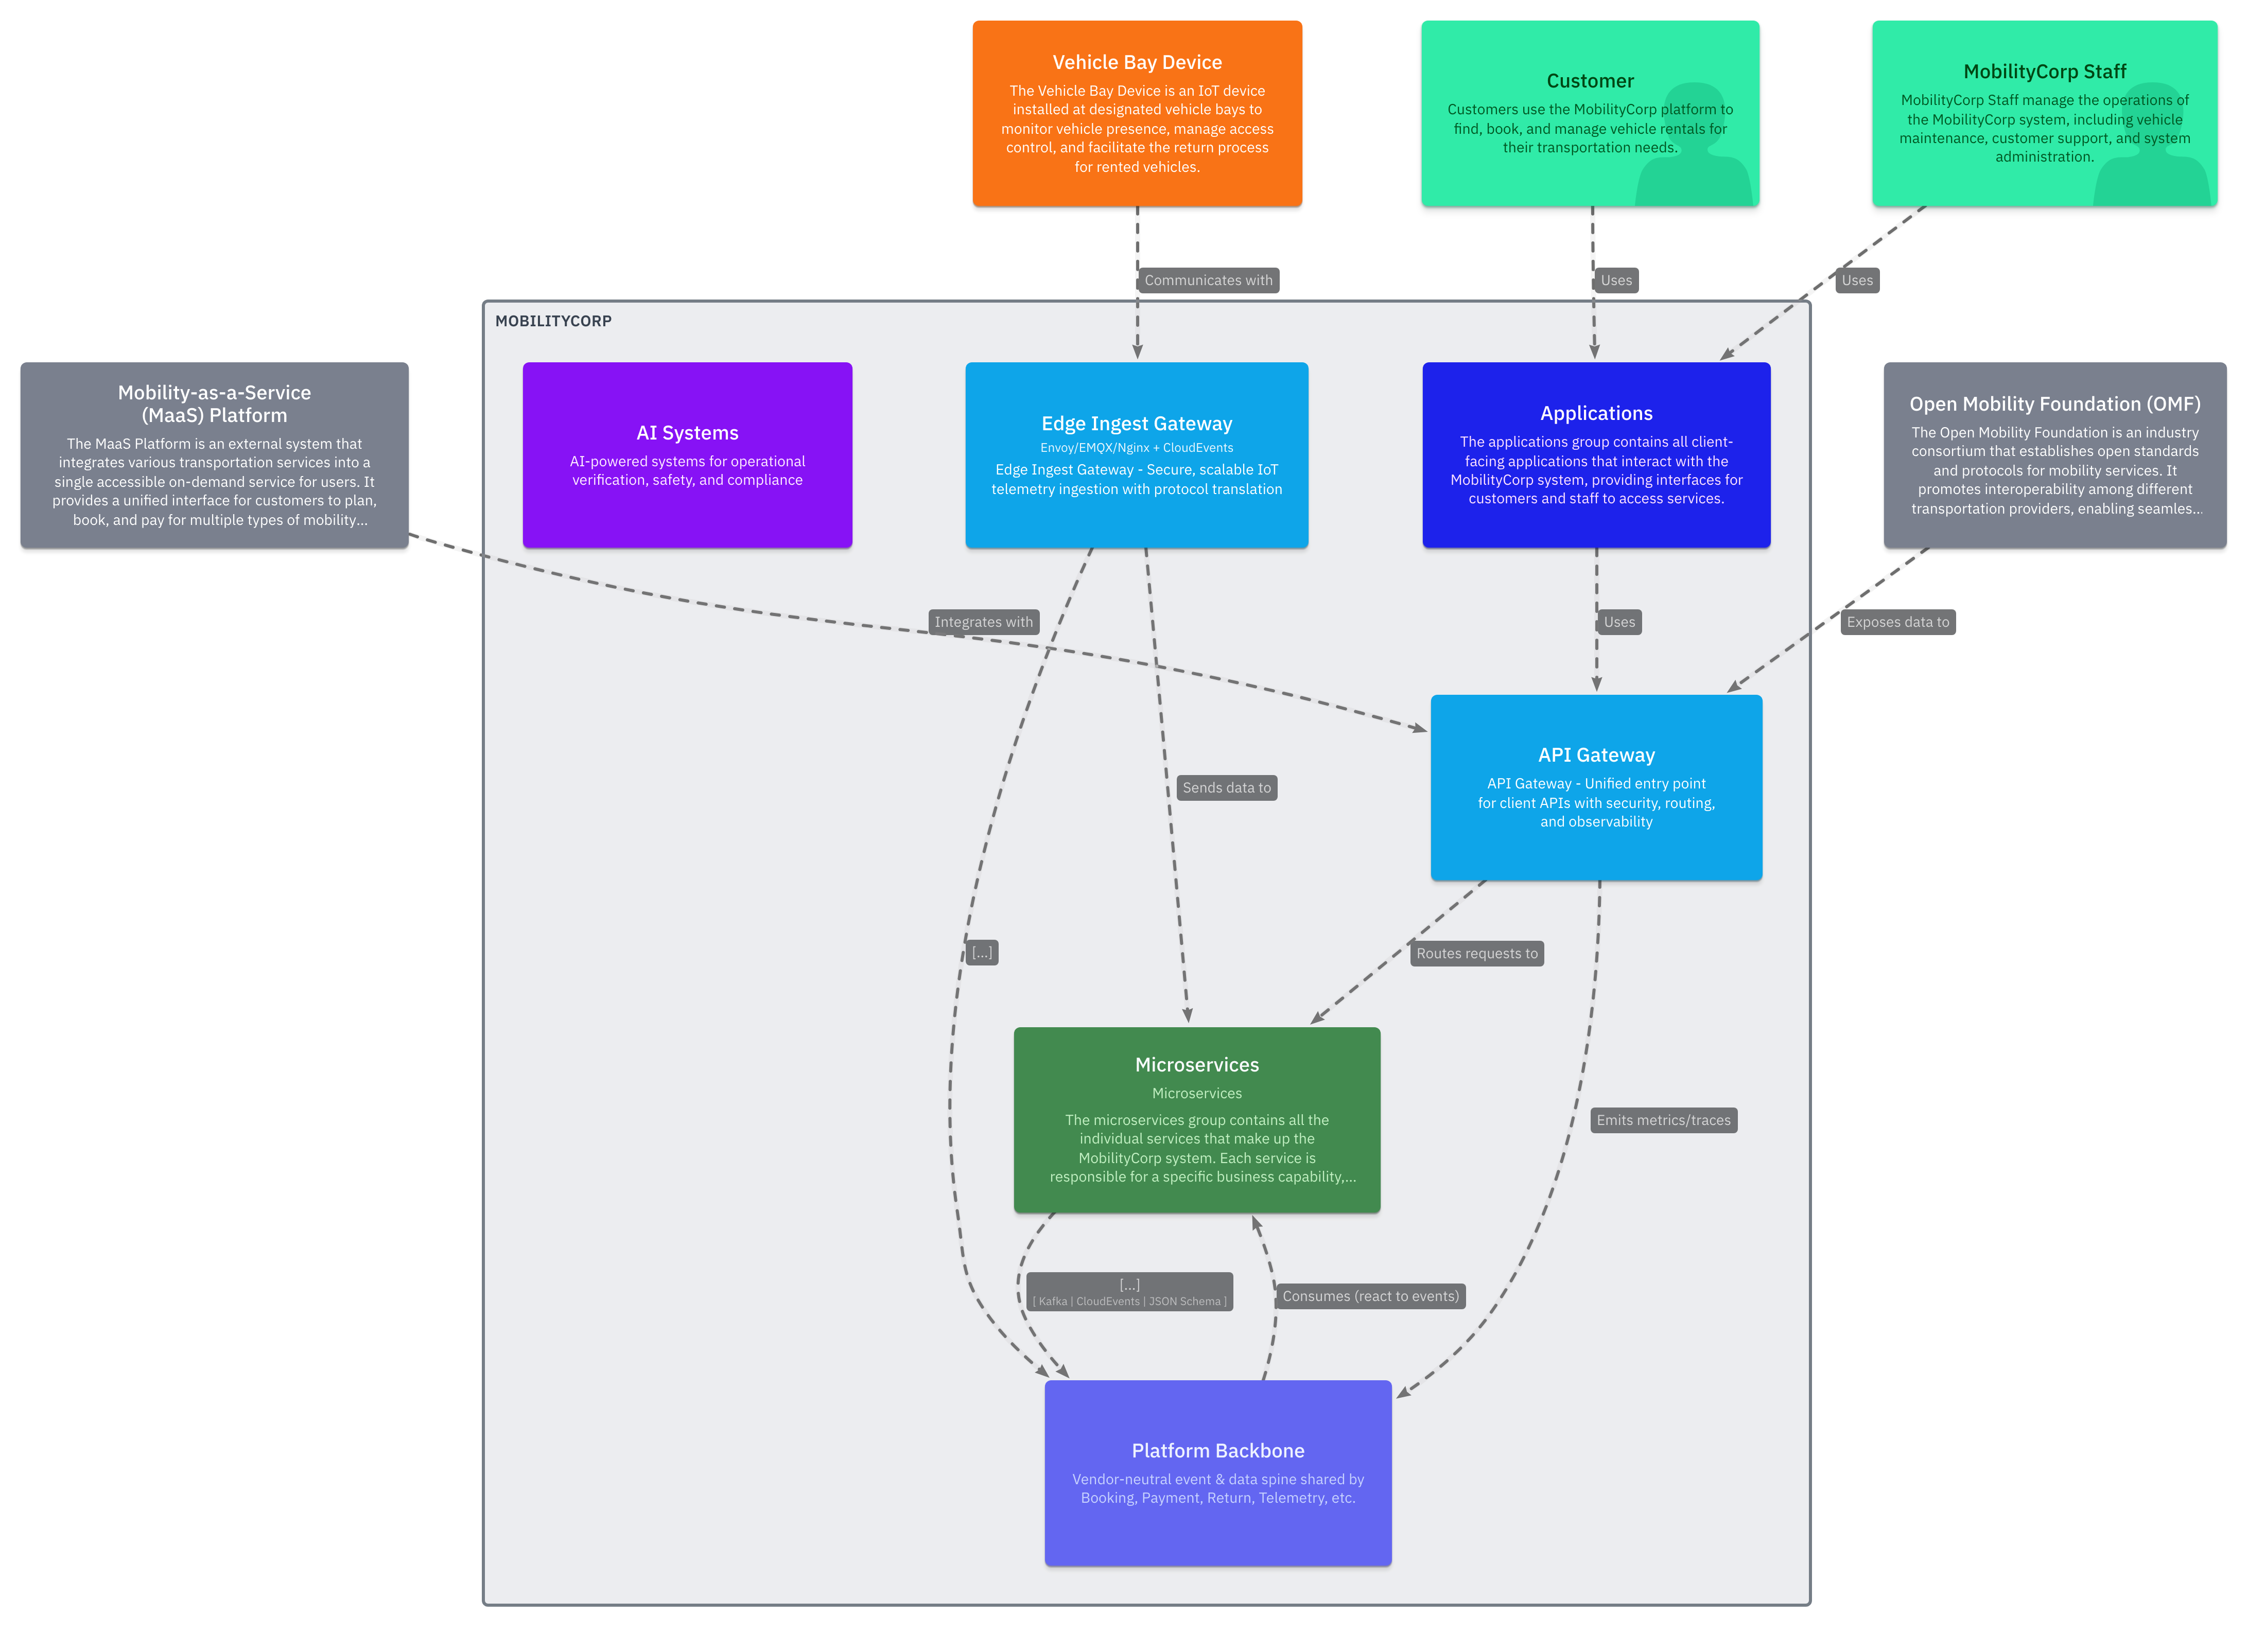 Vehicle Bay Device
The Vehicle Bay Device is an IoT device
installed at designated vehicle bays to
monitor vehicle presence, manage access
control, and facilitate the return process
for rented vehicles.
Customer
Customers use the MobilityCorp platform to
find, book, and manage vehicle rentals for
their transportation needs.
MobilityCorp Staff
MobilityCorp Staff manage the operations of
the MobilityCorp system, including vehicle
maintenance, customer support, and system
administration.
Communicates with
Uses
Uses
MOBILITYCORP
Mobility-as-a-Service
(MaaS) Platform
The MaaS Platform is an external system that
integrates various transportation services into a
single accessible on-demand service for users. It
provides a unified interface for customers to plan,
book, and pay for multiple types of mobility...
AI Systems
AI-powered systems for operational
verification, safety, and compliance
Edge Ingest Gateway
Envoy/EMQX/Nginx + CloudEvents
Edge Ingest Gateway - Secure, scalable IoT
telemetry ingestion with protocol translation
Applications
The applications group contains all client-
facing applications that interact with the
MobilityCorp system, providing interfaces for
customers and staff to access services.
Open Mobility Foundation (OMF)
The Open Mobility Foundation is an industry
consortium that establishes open standards
and protocols for mobility services. It
promotes interoperability among different
transportation providers, enabling seamles...
Integrates with
Uses
Exposes data to
Sends data to
API Gateway
API Gateway - Unified entry point
for client APIs with security, routing,
and observability
[...]
Routes requests to
Microservices
Microservices
The microservices group contains all the
individual services that make up the
MobilityCorp system. Each service is
responsible for a specific business capability,...
Emits metrics/traces
[...]
[ Kafka | CloudEvents | JSON Schema ]
Consumes (react to events)
Platform Backbone
Vendor-neutral event & data spine shared by
Booking, Payment, Return, Telemetry, etc.